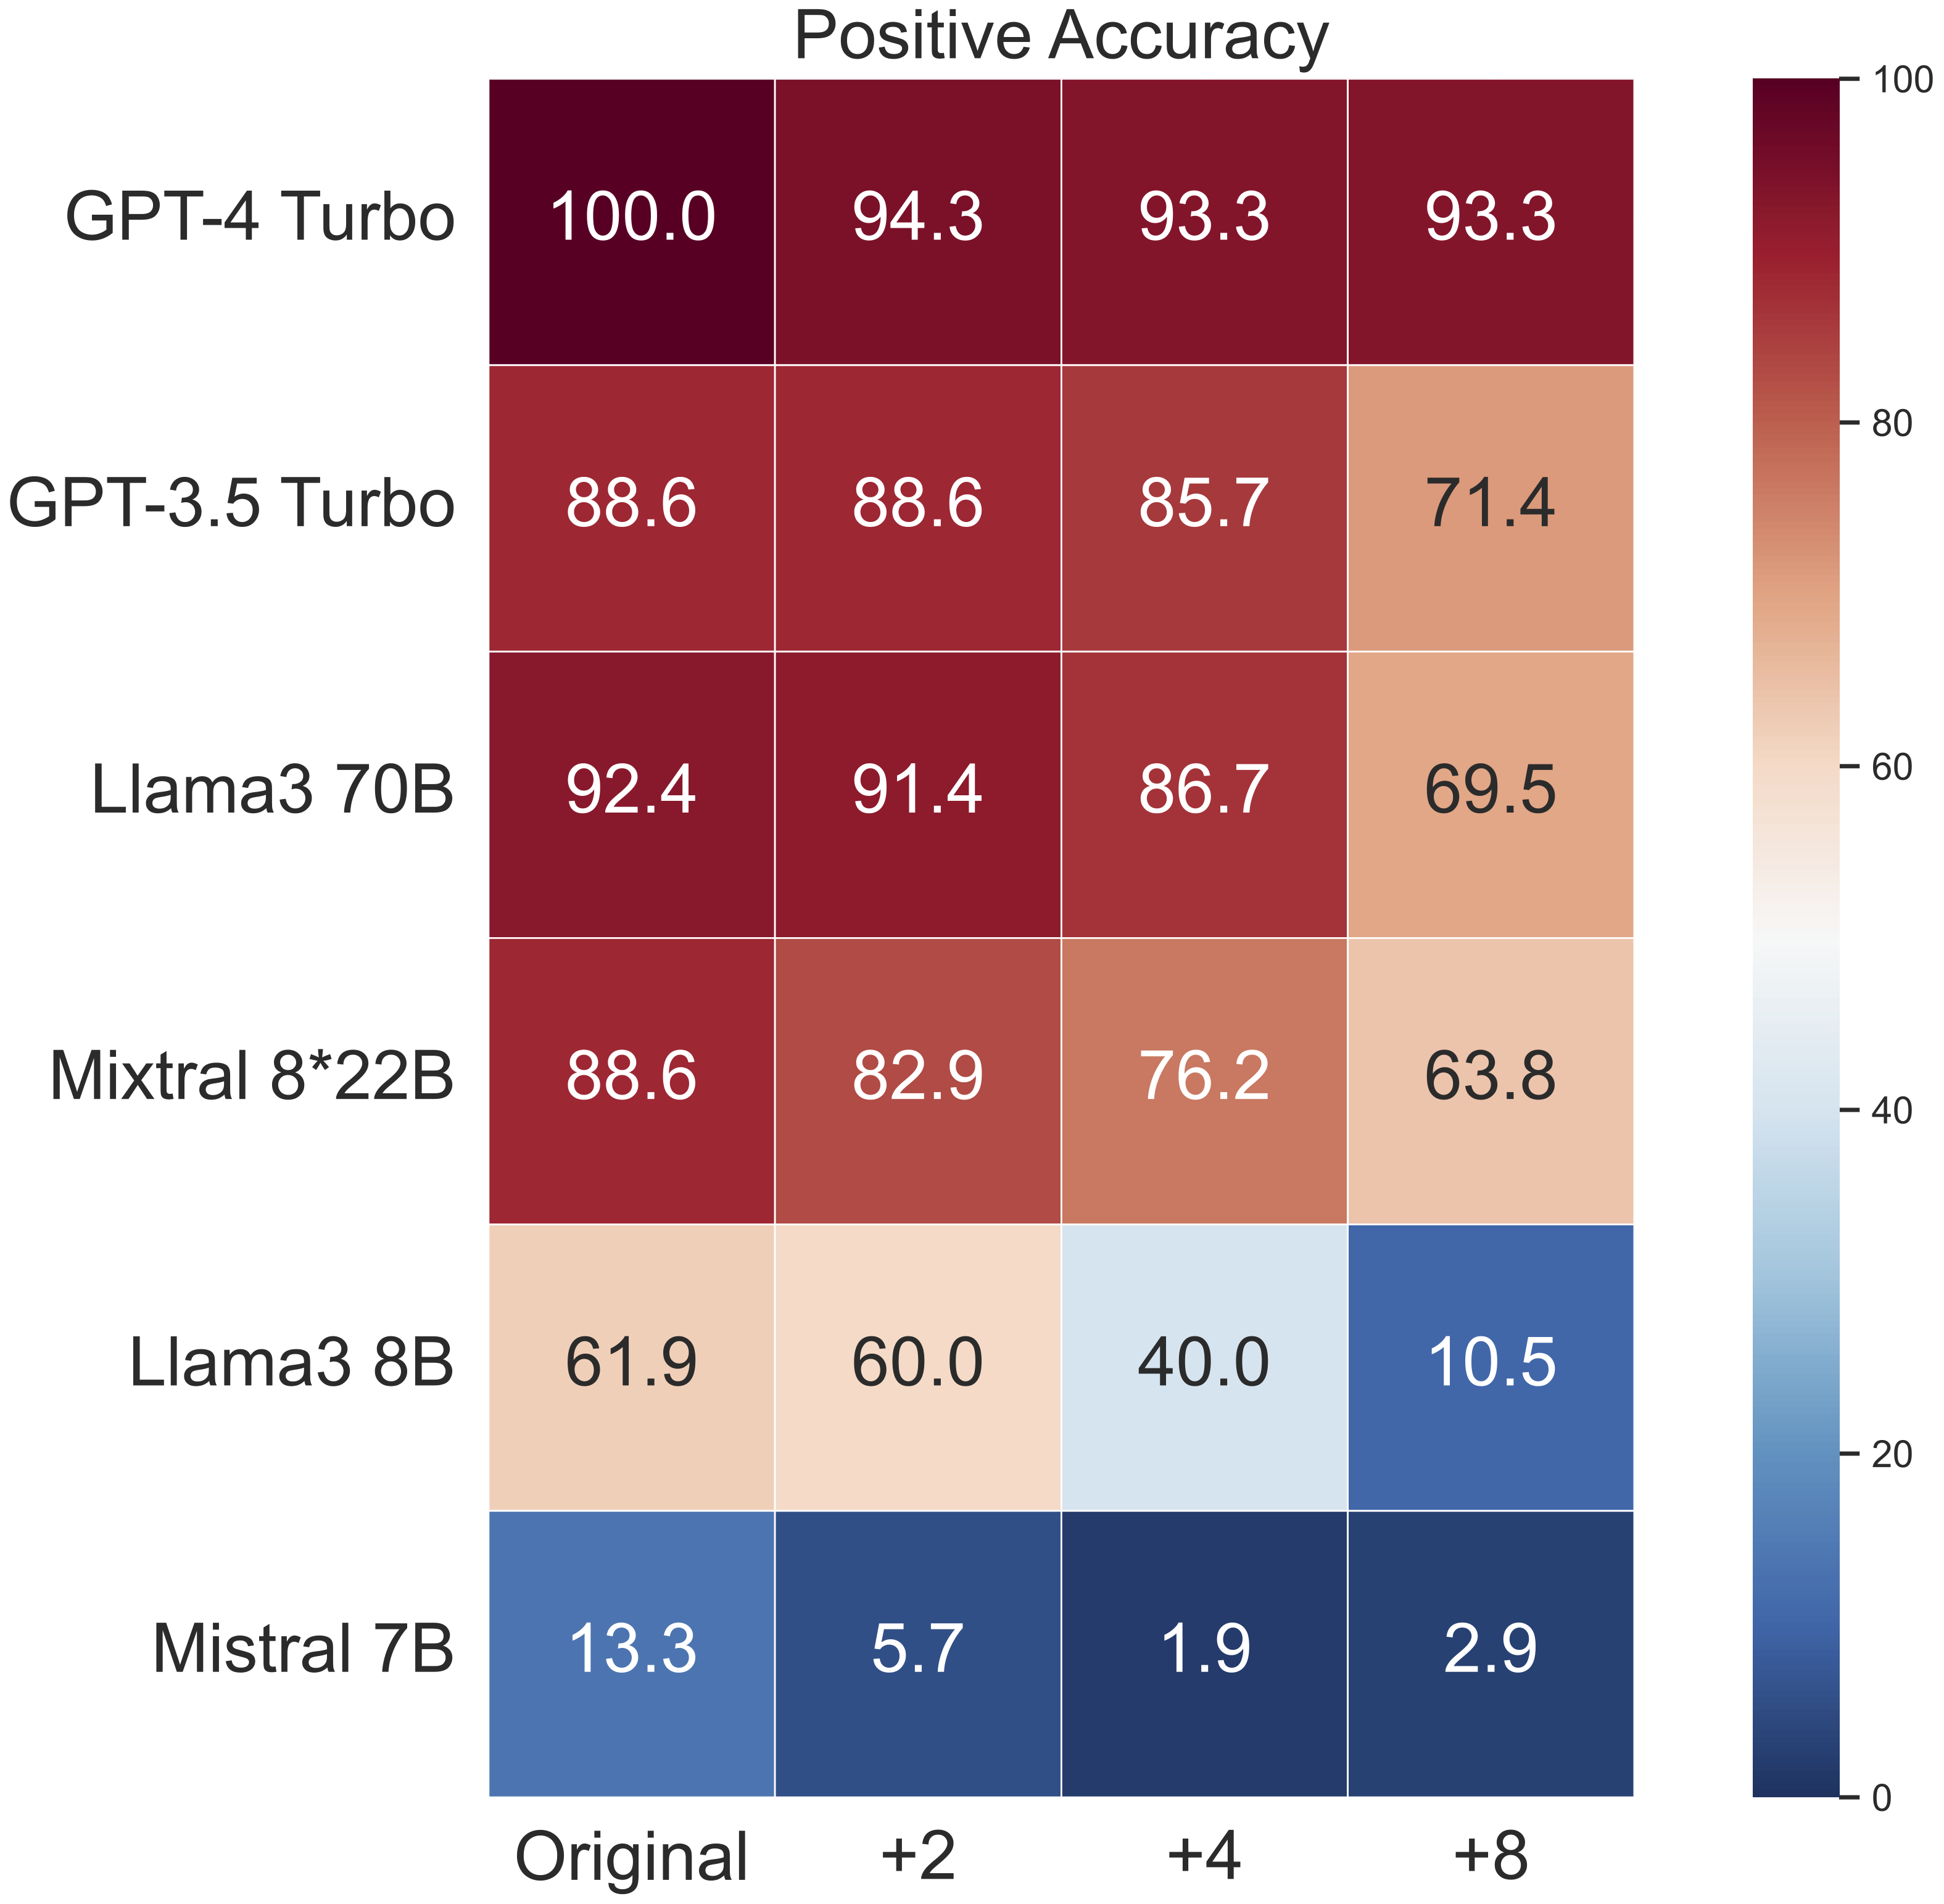 Positive Accuracy
GPT-4 Turbo 100.0 94.3 93.3 93.3
GPT-3.5 Turbo 88.6 88.6 85.7 71.4
Llama3 70B 92.4 91.4 86.7 69.5
Mixtral 8*22B 88.6 82.9 76.2 63.8
Llama3 8B 61.9 60.0 40.0 10.5
Mistral 7B 13.3 5.7 1.9 2.9
Original +2 +4 +8
100
80
60
40
20
0